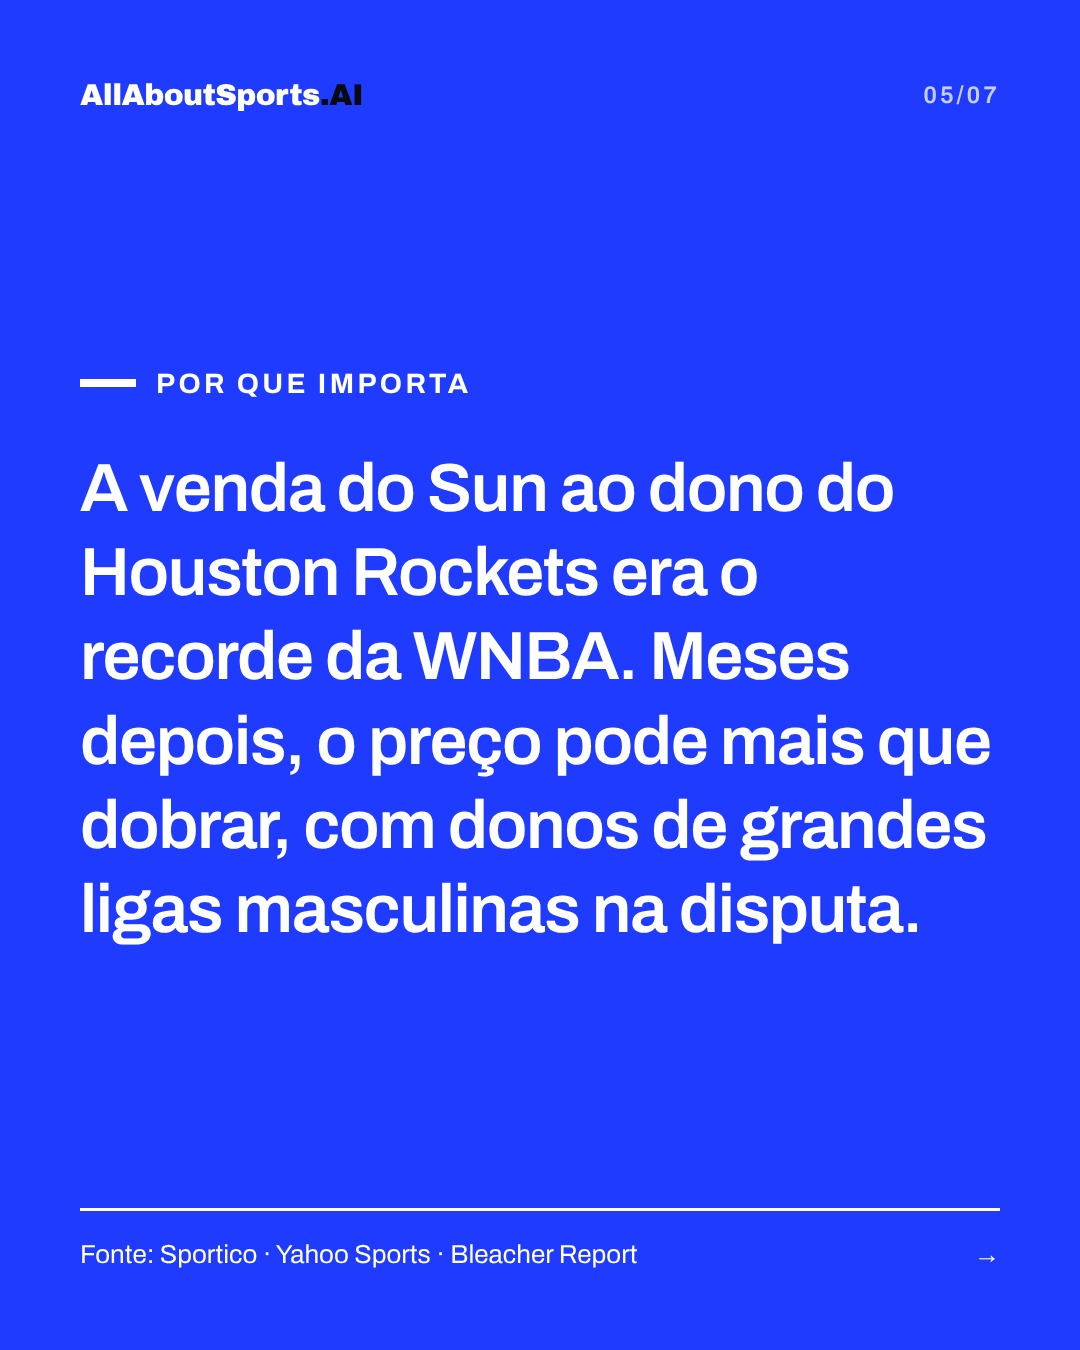 AllAboutSports.AI
05/07
POR QUE IMPORTA
A venda do Sun ao dono do
Houston Rockets era o
recorde da WNBA. Meses
depois, o preço pode mais que
dobrar, com donos de grandes
ligas masculinas na disputa.
Fonte: Sportico · Yahoo Sports · Bleacher Report
→